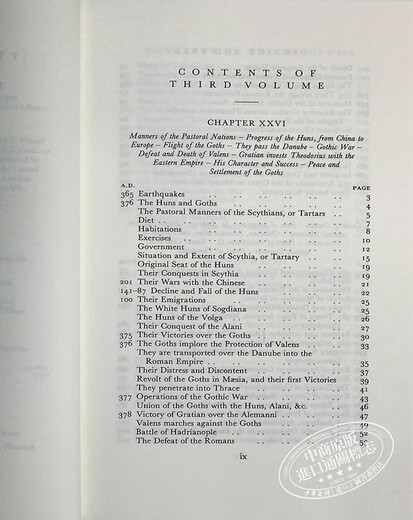 CONTENTS OF
THIRD VOLUME
CHAPTER XXVI
Manners of the Pastoral Nations – Progress of the Huns, from China to
Europe – Flight of the Goths – They pass the Danube – Gothic War –
Defeat and Death of Valens – Gratian invests Theodosius with the
Eastern Empire – His Character and Success – Peace and
Settlement of the Goths
A.D. PAGE
365 Earthquakes . . . . . . . . . . 3
376 The Huns and Goths . . . . . . . . 4
The Pastoral Manners of the Scythians, or Tartars . . 5
Diet . . . . . . . . . . 7
Habitations . . . . . . . . 8
Exercises . . . . . . . . 10
Government . . . . . . . . 12
Situation and Extent of Scythia, or Tartary . . . . 15
Original Seat of the Huns . . . . . . 19
Their Conquests in Scythia . . . . . . 19
201 Their Wars with the Chinese . . . . . . 21
141–87 Decline and Fall of the Huns . . . . . . 22
100 Their Emigrations . . . . . . . . 25
The White Huns of Sogdiana . . . . . . 25
The Huns of the Volga . . . . . . . . 26
Their Conquest of the Alani . . . . . . 27
375 Their Victories over the Goths . . . . . . 30
376 The Goths implore the Protection of Valens . . . . 33
They are transported over the Danube into the
Roman Empire . . . . . . . . 35
Their Distress and Discontent . . . . . . 37
Revolt of the Goths in Mæsia, and their first Victories 39
They penetrate into Thrace . . . . . . 41
377 Operations of the Gothic War . . . . . . 43
Union of the Goths with the Huns, Alani, &c. . . 46
378 Victory of Gratian over the Alemanni . . . . 47
Valens marches against the Goths . . . . 49
Battle of Hadrianople . . . . . . 52
The Defeat of the Romans . . . .
ix
中商原版
進口通圖標志